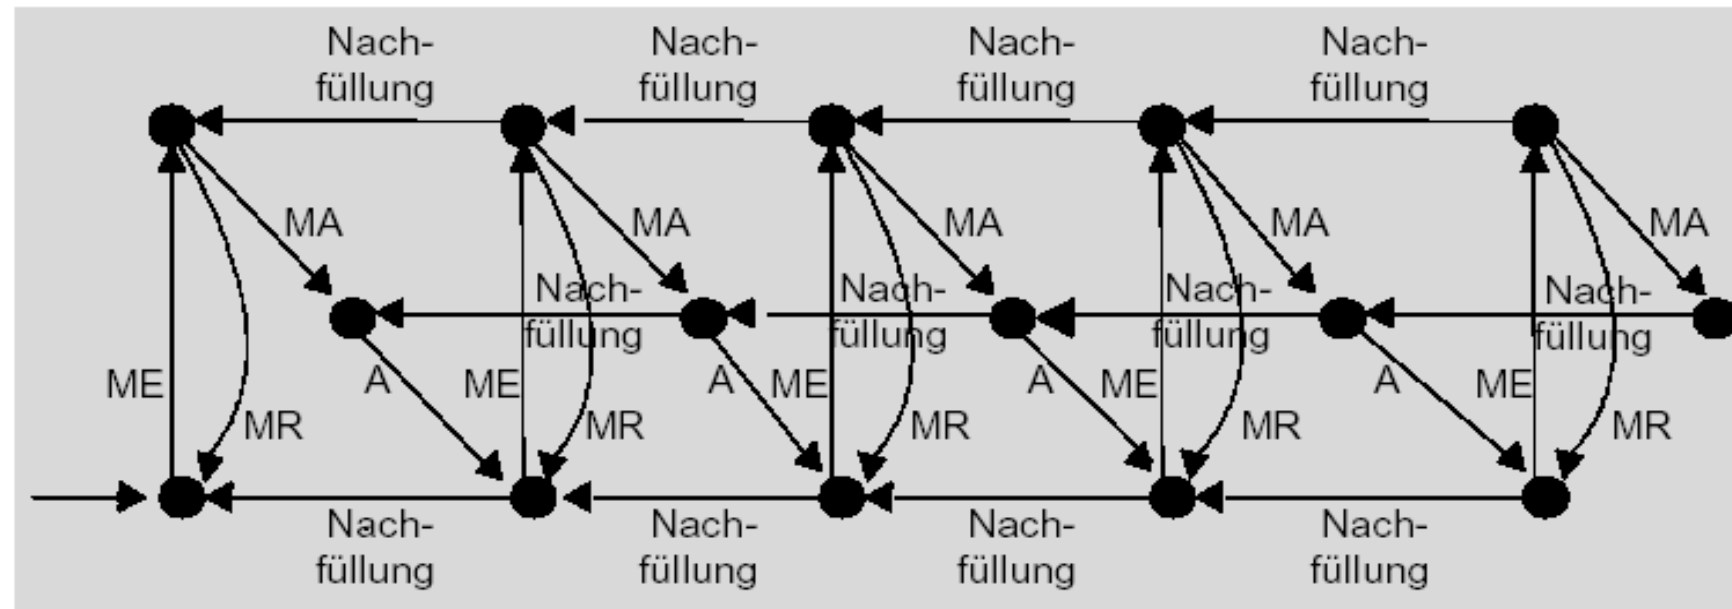 Nach- Nach- Nach- Nach-
füllung füllung füllung füllung
MA MA MA MA MA
Nach- Nach- Nach- Nach-
füllung füllung füllung füllung
ME A ME A ME A ME A ME
MR MR MR MR MR
Nach- Nach- Nach- Nach-
füllung füllung füllung füllung